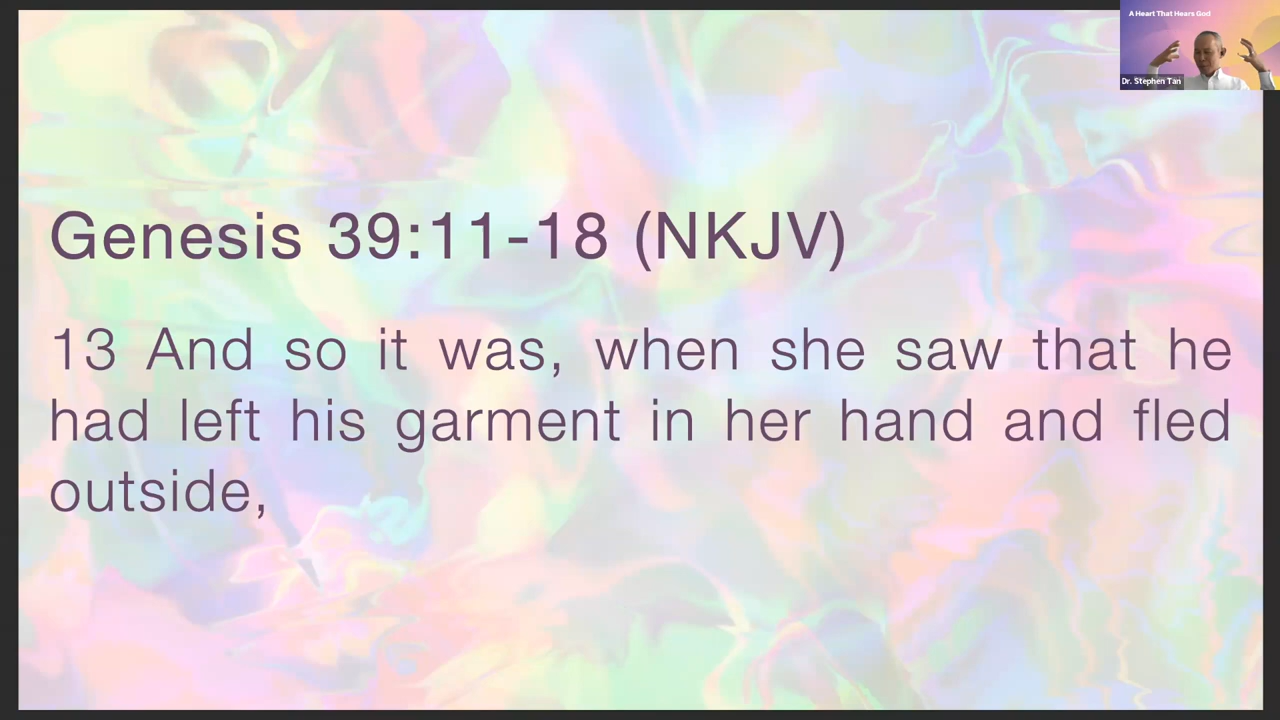 A Heart That Hears God
Dr. Stephen Tan
Genesis 39:11-18 (NKJV)
13 And so it was, when she saw that he
had left his garment in her hand and fled
outside,